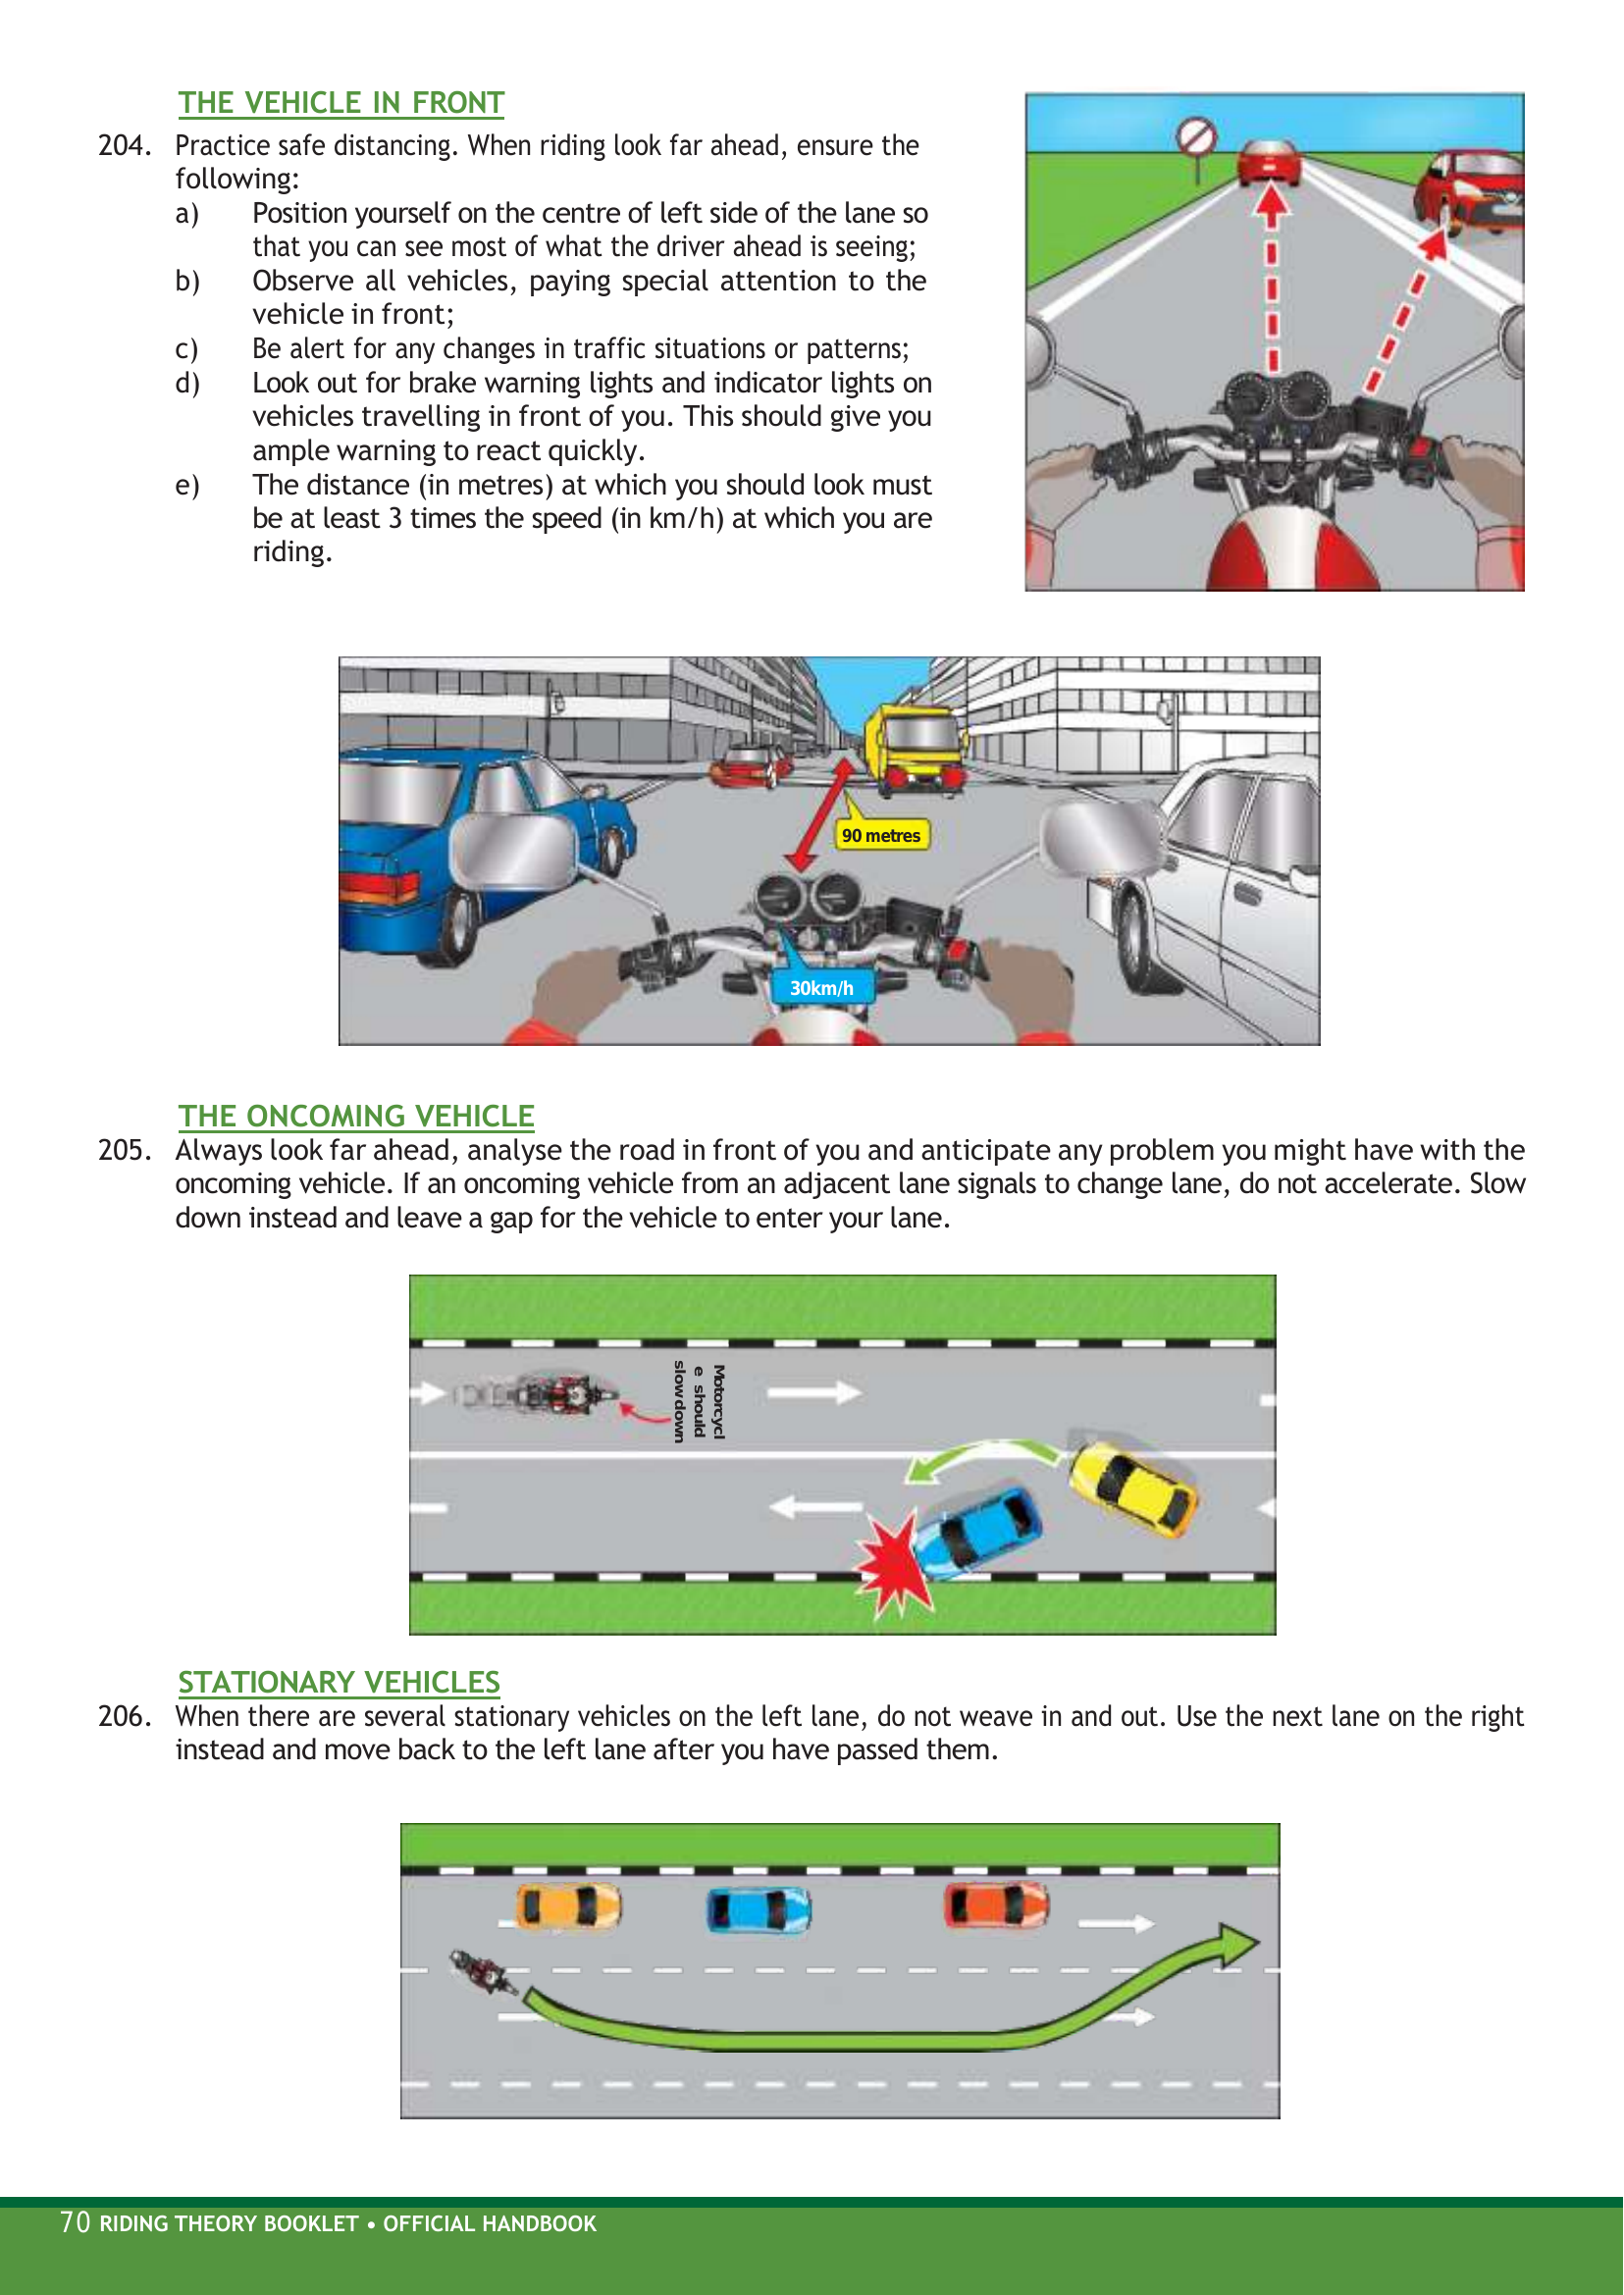 THE VEHICLE IN FRONT
204. Practice safe distancing. When riding look far ahead, ensure the
following:
a) Position yourself on the centre of left side of the lane so
that you can see most of what the driver ahead is seeing;
b) Observe all vehicles, paying special attention to the
vehicle in front;
c) Be alert for any changes in traffic situations or patterns;
d) Look out for brake warning lights and indicator lights on
vehicles travelling in front of you. This should give you
ample warning to react quickly.
e) The distance (in metres) at which you should look must
be at least 3 times the speed (in km/h) at which you are
riding.
90 metres
30km/h
THE ONCOMING VEHICLE
205. Always look far ahead, analyse the road in front of you and anticipate any problem you might have with the
oncoming vehicle. If an oncoming vehicle from an adjacent lane signals to change lane, do not accelerate. Slow
down instead and leave a gap for the vehicle to enter your lane.
Motorcycl
e should
slow down
STATIONARY VEHICLES
206. When there are several stationary vehicles on the left lane, do not weave in and out. Use the next lane on the right
instead and move back to the left lane after you have passed them.
70 RIDING THEORY BOOKLET • OFFICIAL HANDBOOK